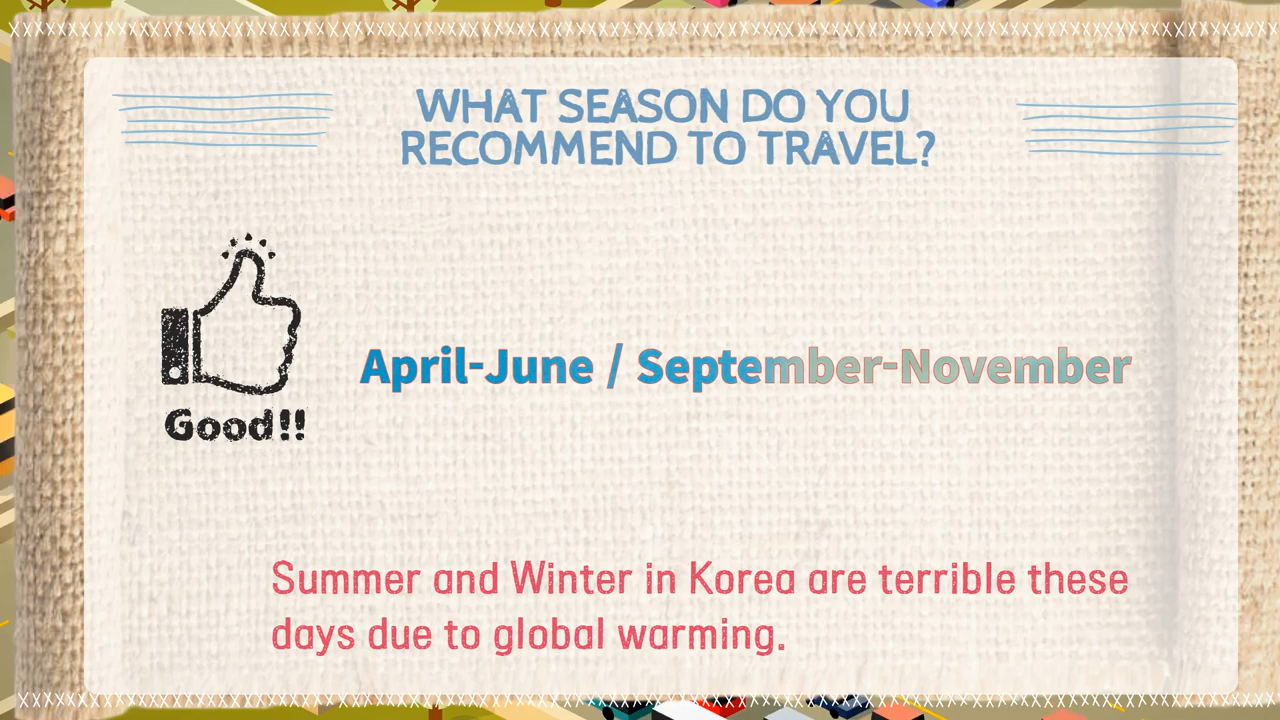 WHAT SEASON DO YOU
RECOMMEND TO TRAVEL?
April-June / September-November
Good!!
Summer and Winter in Korea are terrible these
days due to global warming.